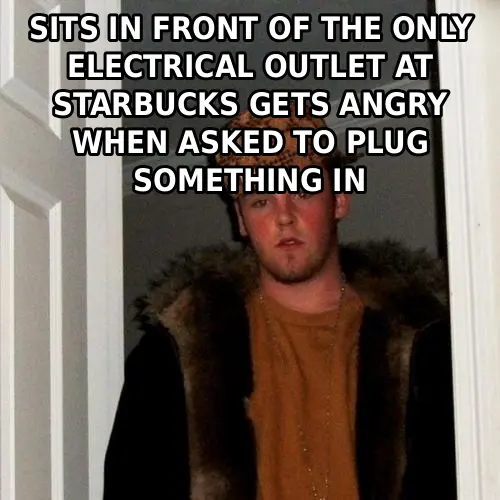 SITS IN FRONT OF THE ONLY
ELECTRICAL OUTLET AT
STARBUCKS GETS ANGRY
WHEN ASKED TO PLUG
SOMETHING IN